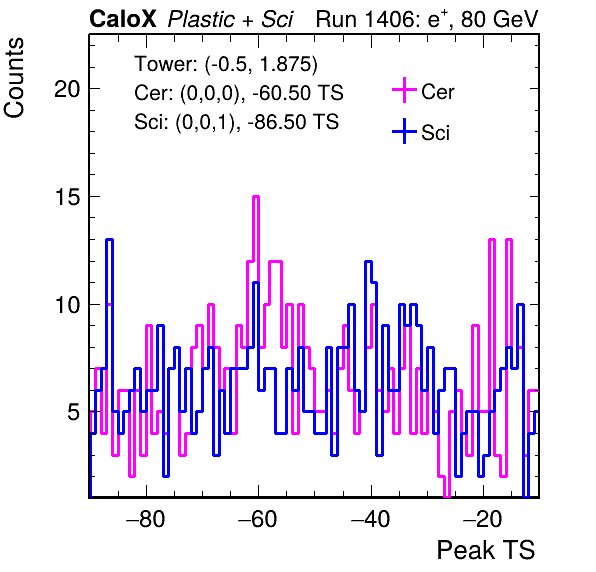 CaloX Plastic + Sci Run 1406: e+, 80 GeV
Counts
Tower: (-0.5, 1.875)
Cer: (0,0,0), -60.50 TS
Sci: (0,0,1), -86.50 TS
Cer
Sci
20
15
10
5
−80 −60 −40 −20
Peak TS